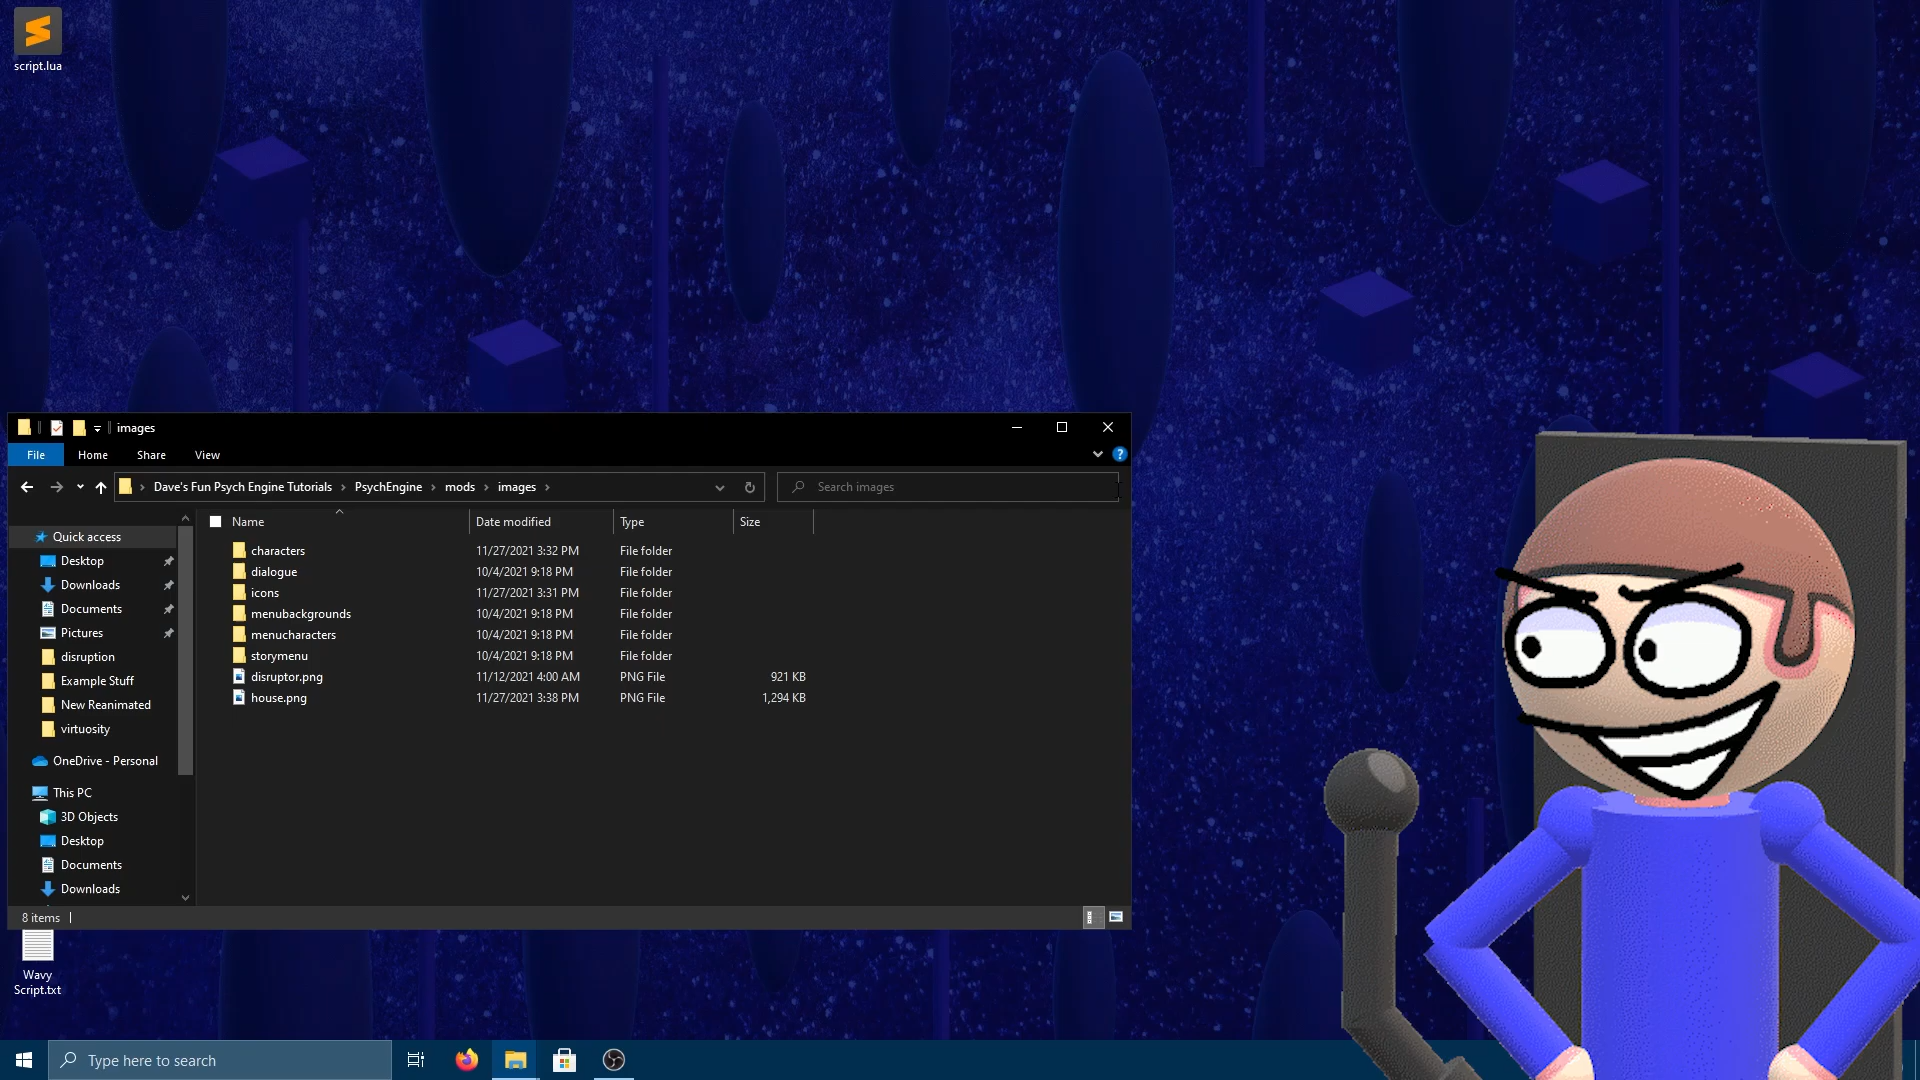 script.lua
images
File Home Share View
Dave's Fun Psych Engine Tutorials PsychEngine mods images
Search images
Quick access
Desktop
Downloads
Documents
Pictures
disruption
Example Stuff
New Reanimated
virtuosity
OneDrive - Personal
This PC
3D Objects
Desktop
Documents
Downloads
Name Date modified Type Size
characters 11/27/2021 3:32 PM File folder
dialogue 10/4/2021 9:18 PM File folder
icons 11/27/2021 3:31 PM File folder
menubackgrounds 10/4/2021 9:18 PM File folder
menucharacters 10/4/2021 9:18 PM File folder
storymenu 10/4/2021 9:18 PM File folder
disruptor.png 11/12/2021 4:00 AM PNG File 921 KB
house.png 11/27/2021 3:38 PM PNG File 1,294 KB
8 items
Wavy
Script.txt
Type here to search